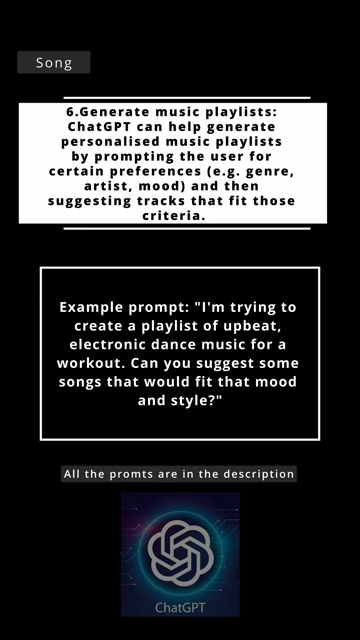 Song
6.Generate music playlists:
ChatGPT can help generate
personalised music playlists
by prompting the user for
certain preferences (e.g. genre,
artist, mood) and then
suggesting tracks that fit those
criteria.
Example prompt: "I'm trying to
create a playlist of upbeat,
electronic dance music for a
workout. Can you suggest some
songs that would fit that mood
and style?"
All the promts are in the description
ChatGPT